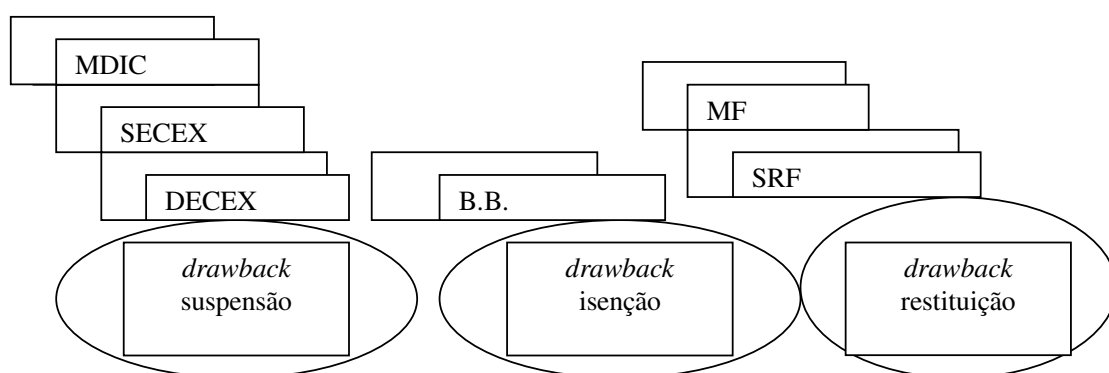 MDIC
SECEX
DECEX
B.B.
MF
SRF
drawback
suspensão
drawback
isenção
drawback
restituição